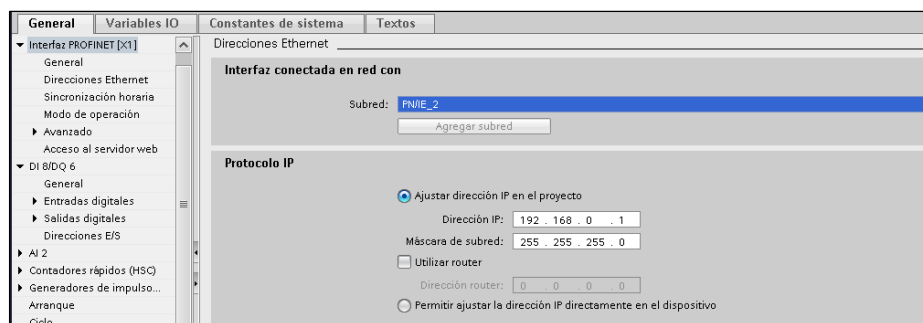 General Variables IO Constantes de sistema Textos
Interfaz PROFINET [X1]
General
Direcciones Ethernet
Sincronización horaria
Modo de operación
Avanzado
Acceso al servidor web
DI 8/DQ 6
General
Entradas digitales
Salidas digitales
Direcciones E/S
AI 2
Contadores rápidos (HSC)
Generadores de impulso...
Arranque
Ciclo
Direcciones Ethernet
Interfaz conectada en red con
Subred: PN/IE_2
Agregar subred
Protocolo IP
Ajustar dirección IP en el proyecto
Dirección IP: 192 . 168 . 0 . 1
Máscara de subred: 255 . 255 . 255 . 0
Utilizar router
Dirección router: 0 . 0 . 0 . 0
Permitir ajustar la dirección IP directamente en el dispositivo